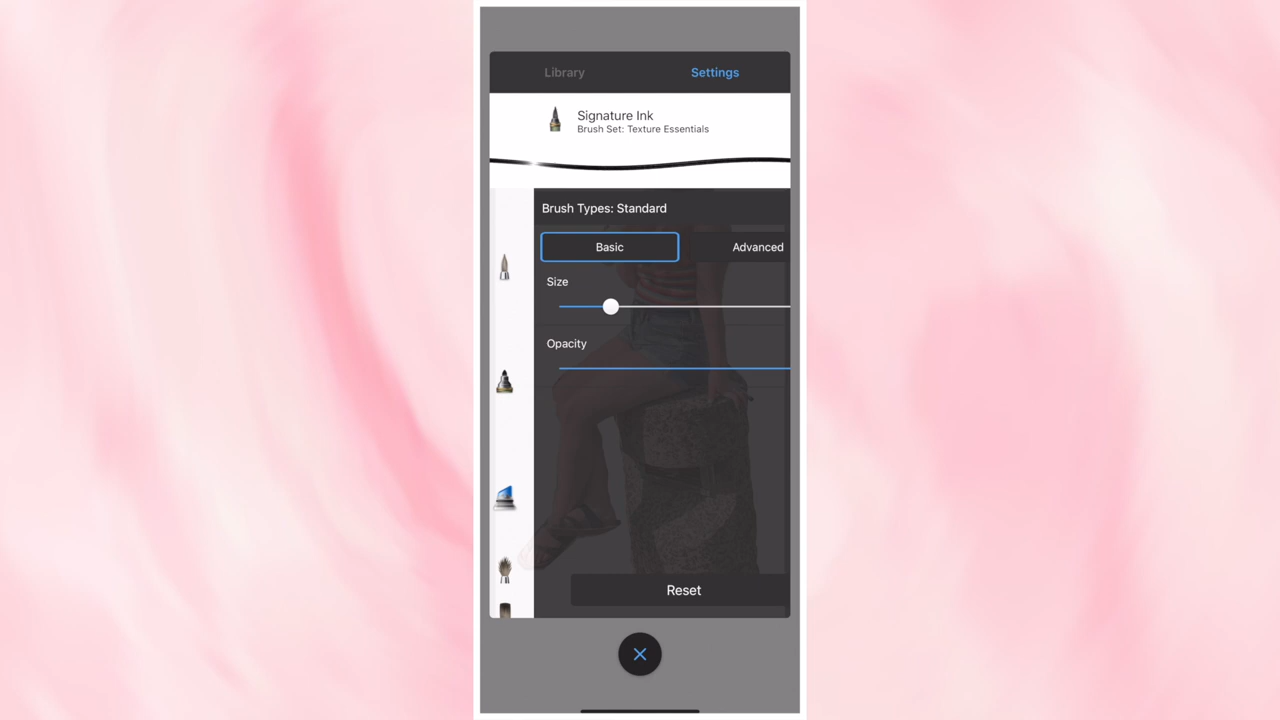 Library Settings
Signature Ink
Brush Set: Texture Essentials
Brush Types: Standard
Basic Advanced
Size
Opacity
Reset